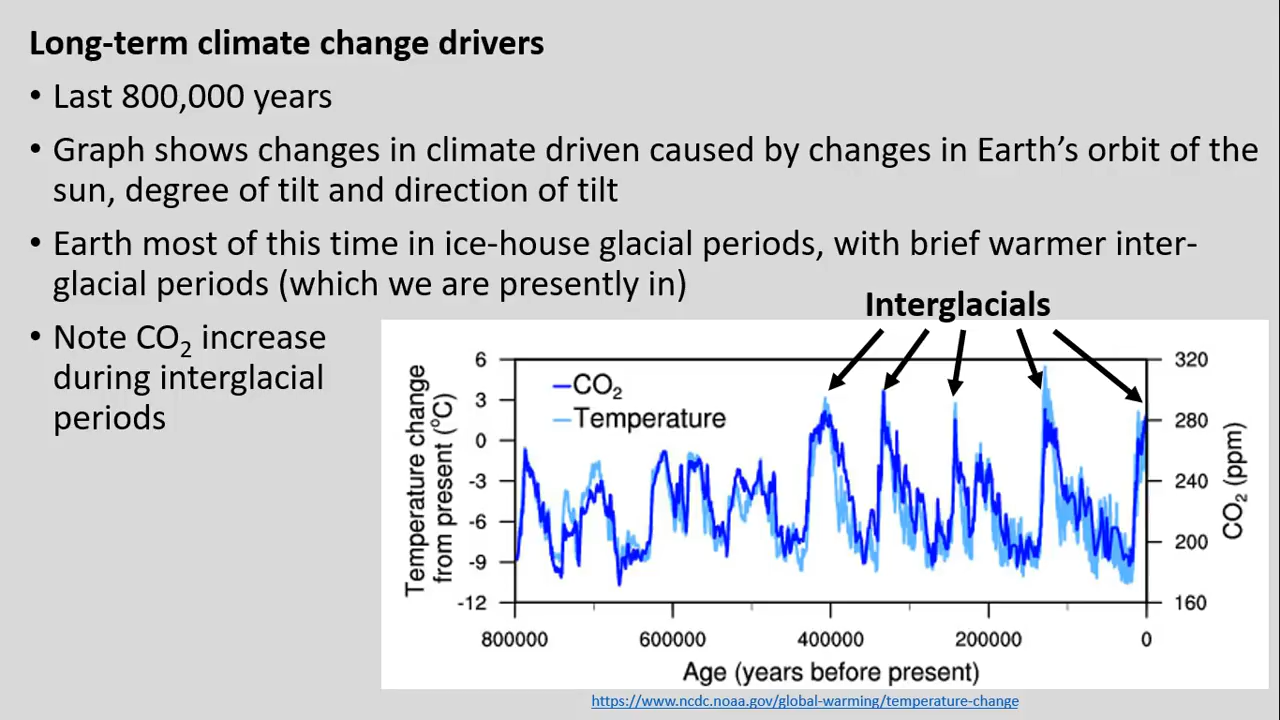 Long-term climate change drivers
• Last 800,000 years
• Graph shows changes in climate driven caused by changes in Earth's orbit of the
sun, degree of tilt and direction of tilt
• Earth most of this time in ice-house glacial periods, with brief warmer inter-
glacial periods (which we are presently in)
• Note CO₂ increase
during interglacial
periods
Interglacials
Temperature change
from present (°C)
6
3
0
-3
-6
-9
-12
CO₂
Temperature
320
280
240
200
160
CO₂ (ppm)
800000 600000 400000 200000 0
Age (years before present)
https://www.ncdc.noaa.gov/global-warming/temperature-change